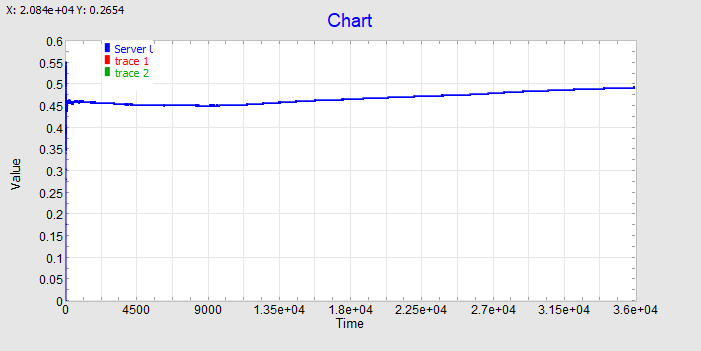 X: 2.084e+04 Y: 0.2654
Chart
Server U
trace 1
trace 2
0.6
0.55
0.5
0.45
0.4
0.35
0.3
0.25
0.2
0.15
0.1
0.05
0
Value
0 4500 9000 1.35e+04 1.8e+04 2.25e+04 2.7e+04 3.15e+04 3.6e+04
Time